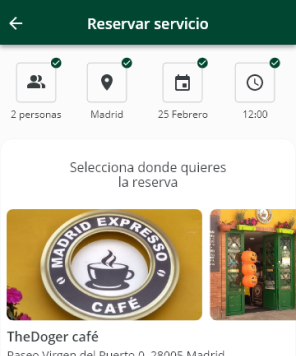 Reservar servicio
2 personas
Madrid
25 Febrero
12:00
Selecciona donde quieres
la reserva
MADRID EXPRESSO
CAFÉ
TheDoger café
Paseo Virgen del Puerto 0, 28005 Madrid